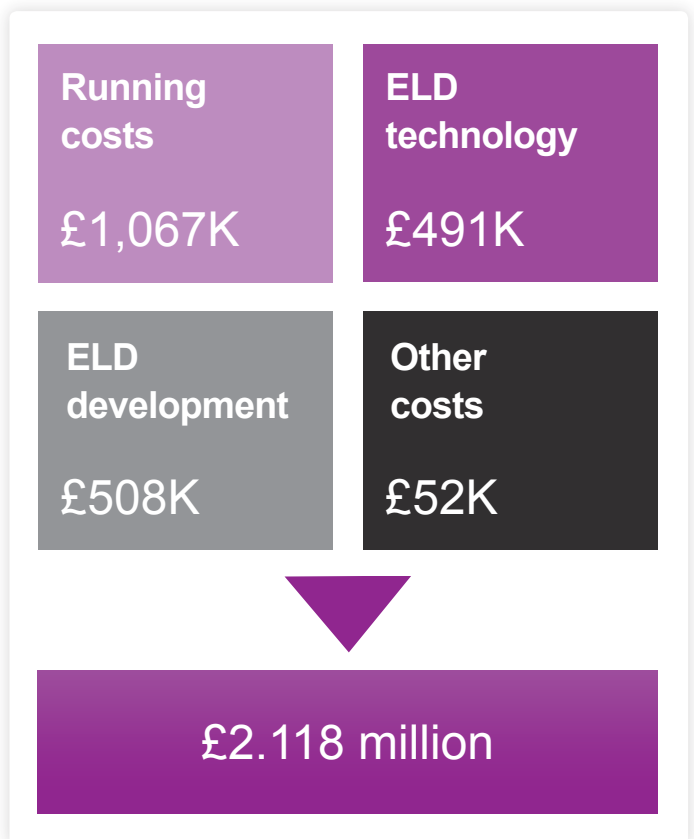 Running
costs
£1,067K
ELD
technology
£491K
ELD
development
£508K
Other
costs
£52K
£2.118 million